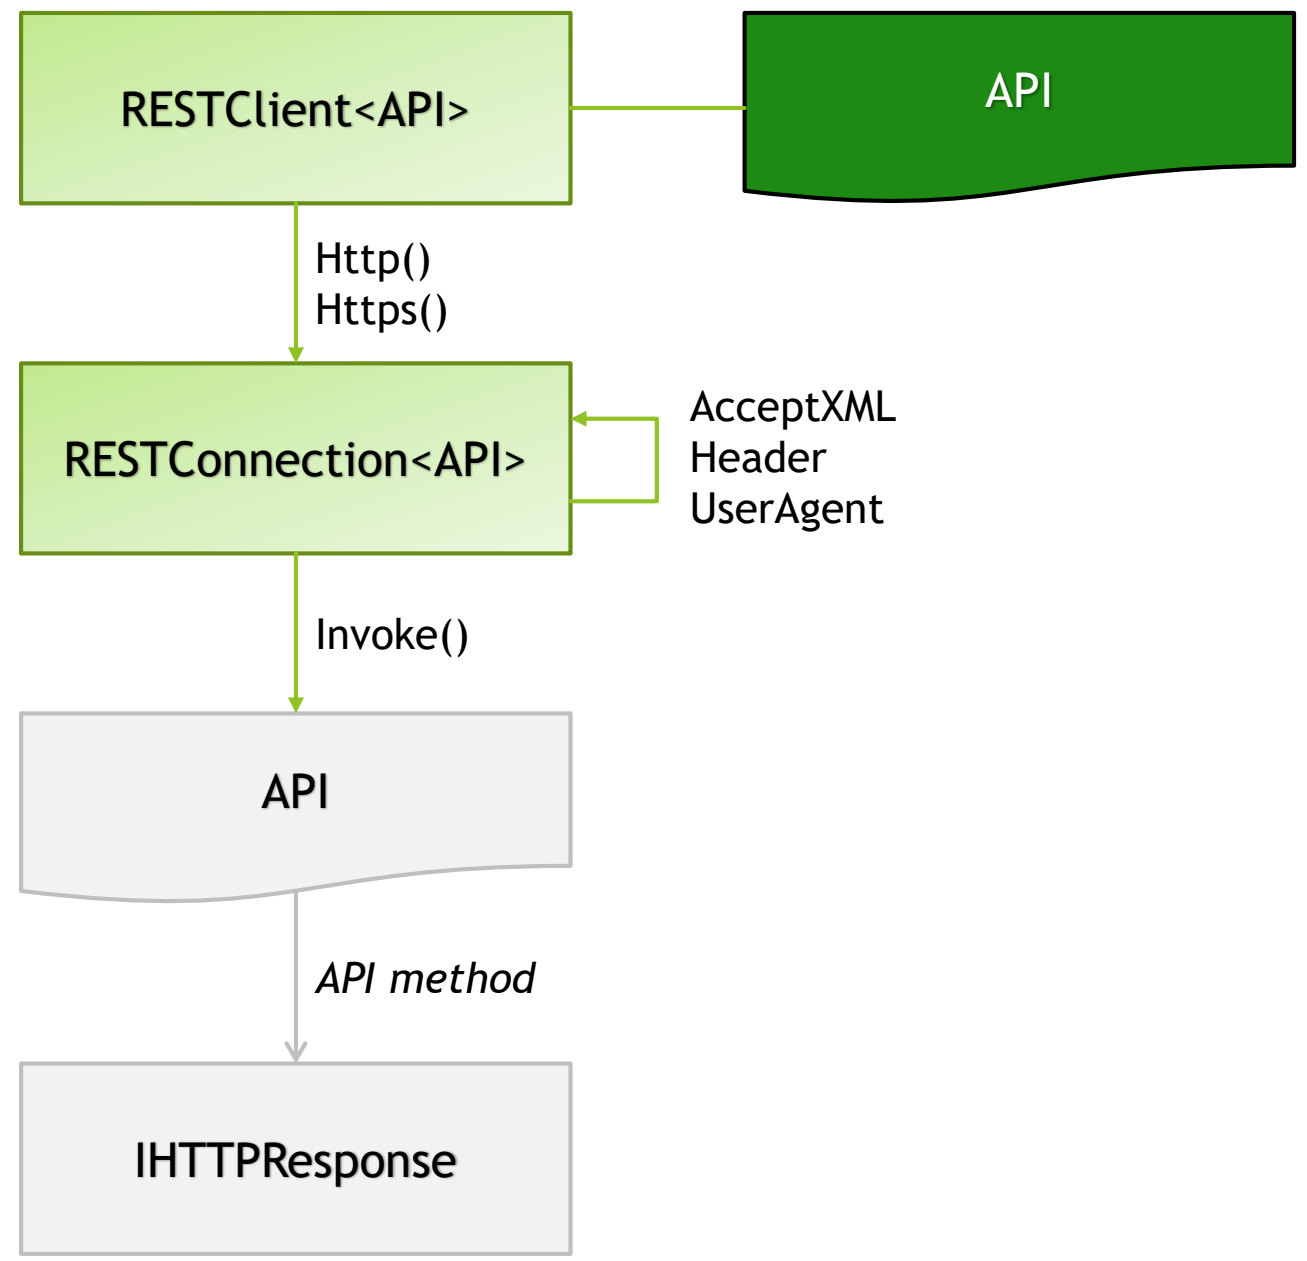 RESTClient<API>
API
Http()
Https()
RESTConnection<API>
AcceptXML
Header
UserAgent
Invoke()
API
API method
IHTTPResponse